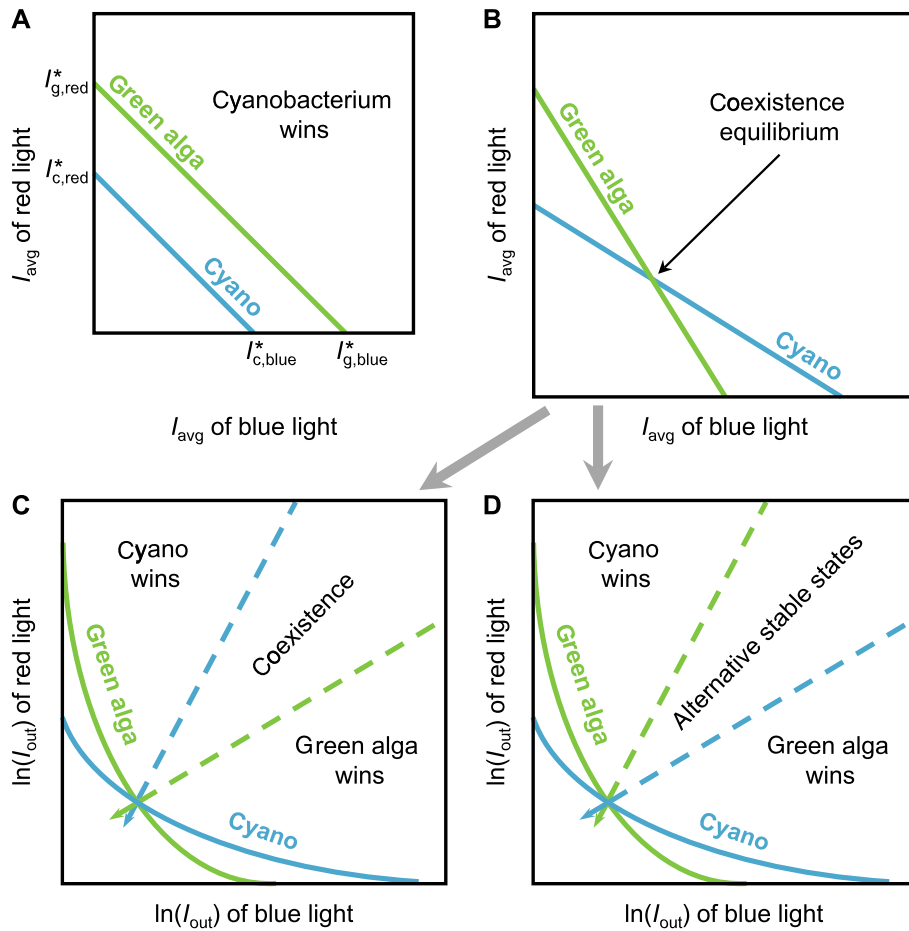 A
I*g,red
I*c,red
Iavg of red light
Green alga
Cyano
Cyanobacterium
wins
I*c,blue
I*g,blue
Iavg of blue light
B
Iavg of red light
Green alga
Coexistence
equilibrium
Cyano
Iavg of blue light
C
ln(Iout) of red light
Cyano
wins
Green alga
Coexistence
Green alga
wins
Cyano
ln(Iout) of blue light
D
ln(Iout) of red light
Cyano
wins
Green alga
Alternative stable states
Green alga
wins
Cyano
ln(Iout) of blue light